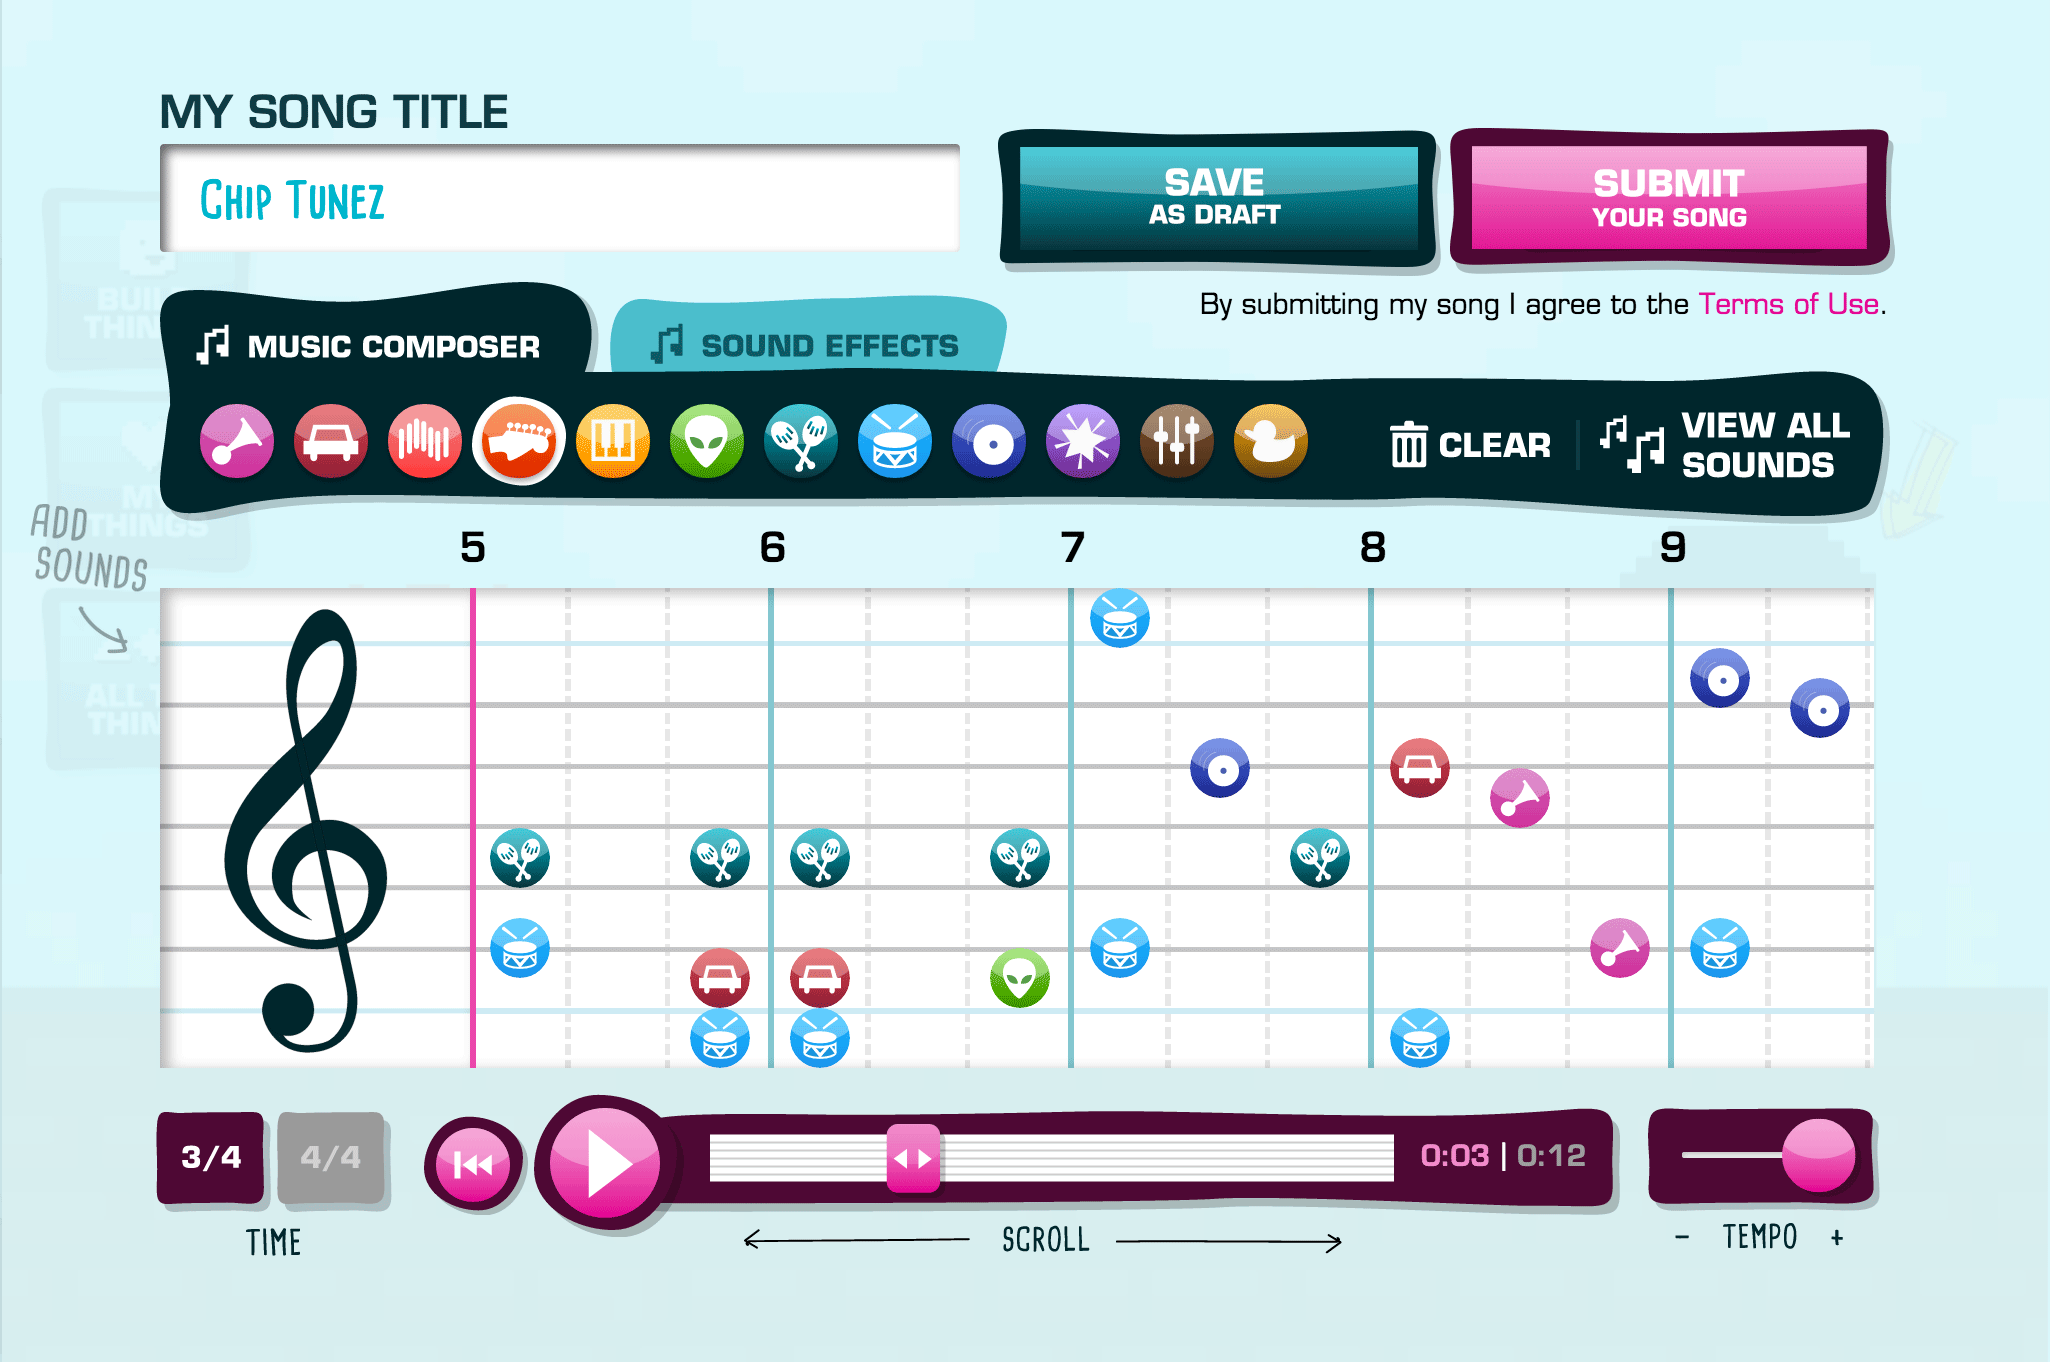 MY SONG TITLE
Chip Tunez
SAVE
AS DRAFT
SUBMIT
YOUR SONG
By submitting my song I agree to the Terms of Use.
MUSIC COMPOSER
SOUND EFFECTS
CLEAR
VIEW ALL
SOUNDS
MY
THINGS
ADD
SOUNDS
5 6 7 8 9
3/4
4/4
0:03 | 0:12
TIME
SCROLL
- TEMPO +